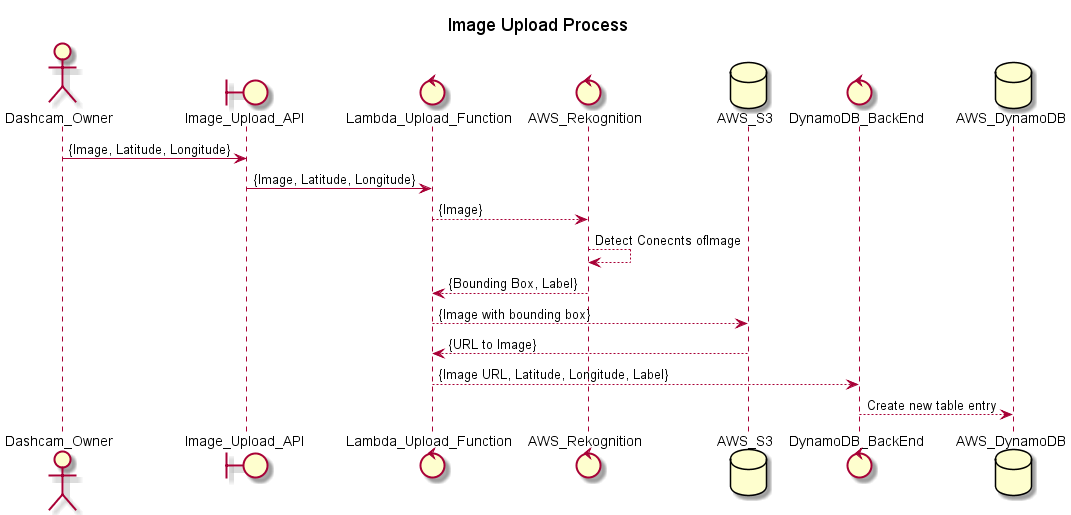 Image Upload Process
Dashcam_Owner Image_Upload_API Lambda_Upload_Function AWS_Rekognition AWS_S3 DynamoDB_BackEnd AWS_DynamoDB
{Image, Latitude, Longitude}
{Image, Latitude, Longitude}
{Image}
Detect Conecnts ofImage
{Bounding Box, Label}
{Image with bounding box}
{URL to Image}
{Image URL, Latitude, Longitude, Label}
Create new table entry
Dashcam_Owner Image_Upload_API Lambda_Upload_Function AWS_Rekognition AWS_S3 DynamoDB_BackEnd AWS_DynamoDB